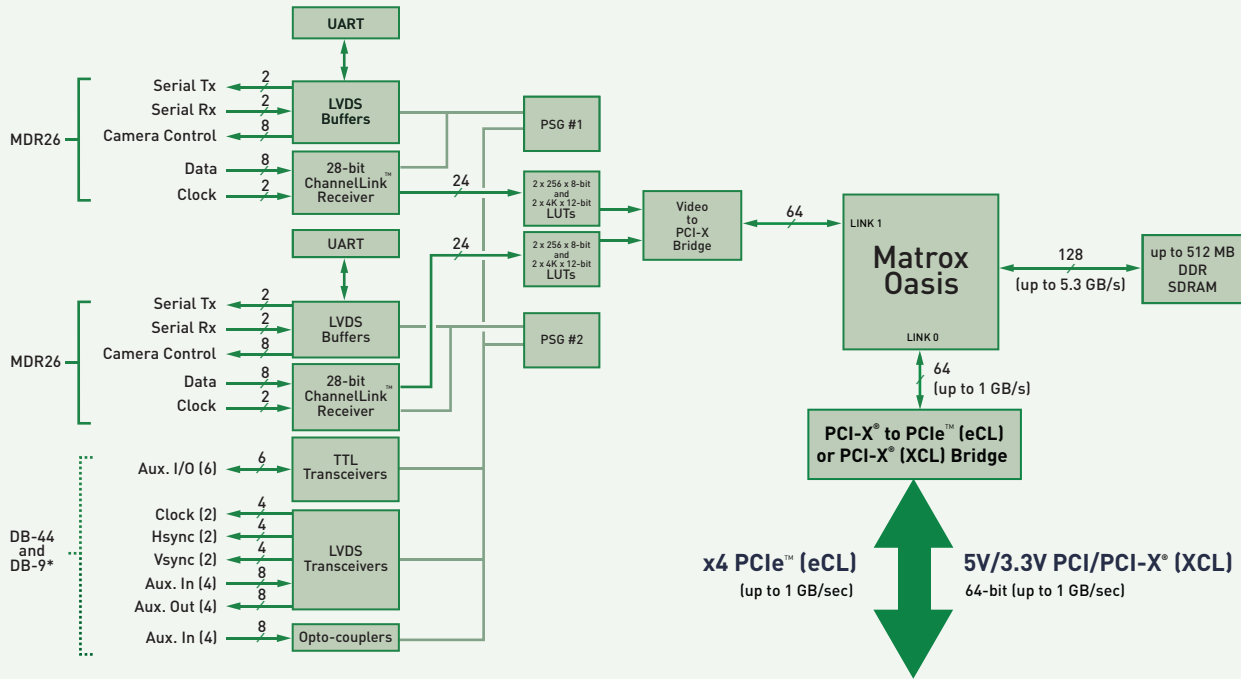 UART
Serial Tx
2
Serial Rx
2
Camera Control
8
LVDS
Buffers
MDR26
Data
8
Clock
2
28-bit
ChannelLink™
Receiver
PSG #1
24
2 x 256 x 8-bit
and
2 x 4K x 12-bit
LUTs
UART
24
2 x 256 x 8-bit
and
2 x 4K x 12-bit
LUTs
Video
to
PCI-X
Bridge
64
LINK 1
Matrox
Oasis
LINK 0
128
(up to 5.3 GB/s)
up to 512 MB
DDR
SDRAM
Serial Tx
2
Serial Rx
2
Camera Control
8
LVDS
Buffers
PSG #2
MDR26
Data
8
Clock
2
28-bit
ChannelLink™
Receiver
64
(up to 1 GB/s)
PCI-X® to PCIe™ (eCL)
or PCI-X® (XCL) Bridge
Aux. I/O (6)
6
TTL
Transceivers
DB-44
and
DB-9*
Clock (2)
4
Hsync (2)
4
Vsync (2)
4
Aux. In (4)
8
Aux. Out (4)
8
LVDS
Transceivers
Aux. In (4)
8
Opto-couplers
x4 PCIe™ (eCL)
(up to 1 GB/sec)
5V/3.3V PCI/PCI-X® (XCL)
64-bit (up to 1 GB/sec)